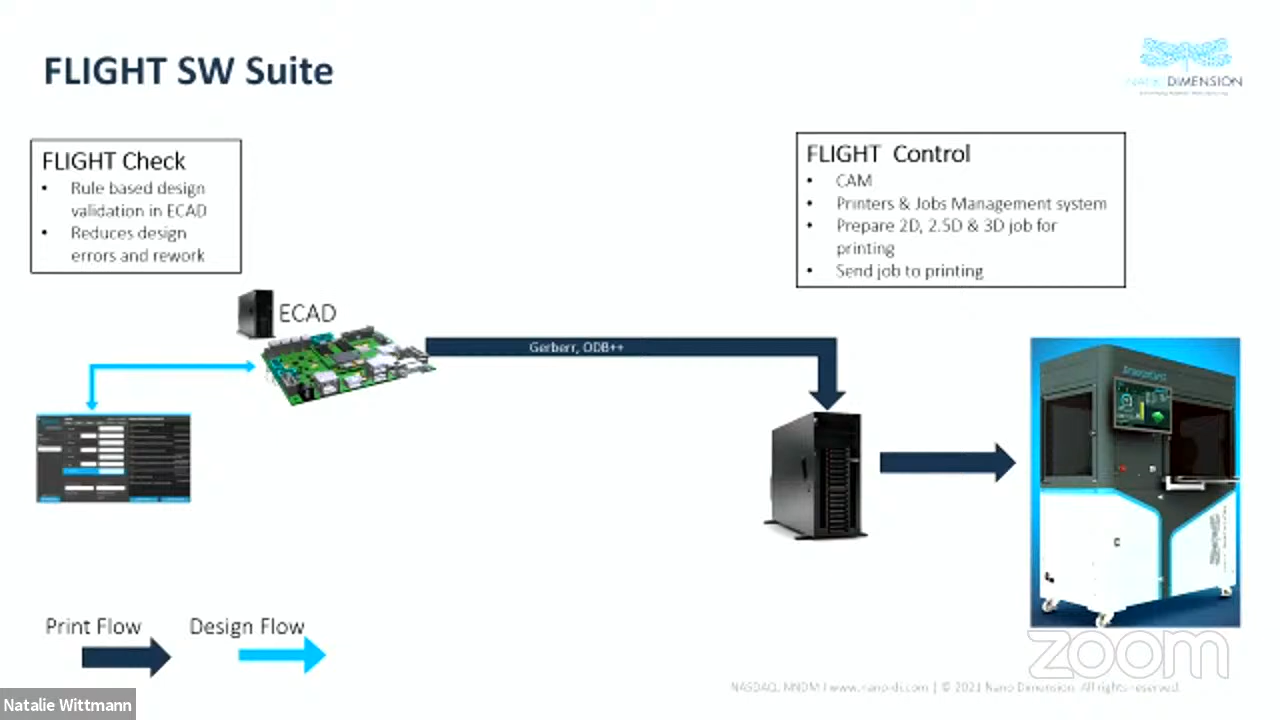 FLIGHT SW Suite
NANO DIMENSION
FLIGHT Check
• Rule based design
validation in ECAD
• Reduces design
errors and rework
FLIGHT Control
• CAM
• Printers & Jobs Management system
• Prepare 2D, 2.5D & 3D job for
printing
• Send job to printing
ECAD
Gerberr, ODB++
Print Flow
Design Flow
zoom
NASDAQ, NNDM | www.nano-di.com | © 2021 Nano Dimension. All rights reserved.
Natalie Wittmann